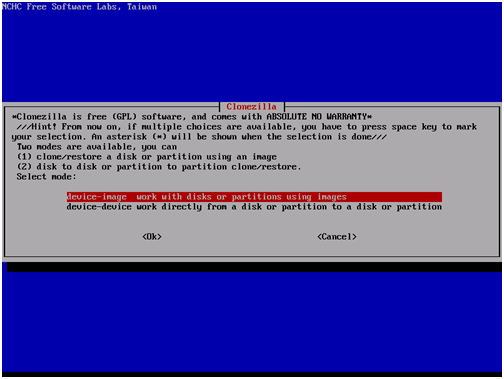 NCHC Free Software Labs, Taiwan
Clonezilla
*Clonezilla is free (GPL) software, and comes with ABSOLUTE NO WARRANTY*
///Hint! From now on, if multiple choices are available, you have to press space key to mark
your selection. An asterisk (*) will be shown when the selection is done///
Two modes are available, you can
(1) clone/restore a disk or partition using an image
(2) disk to disk or partition to partition clone/restore.
Select mode:
device-image work with disks or partitions using images
device-device work directly from a disk or partition to a disk or partition
<Ok> <Cancel>